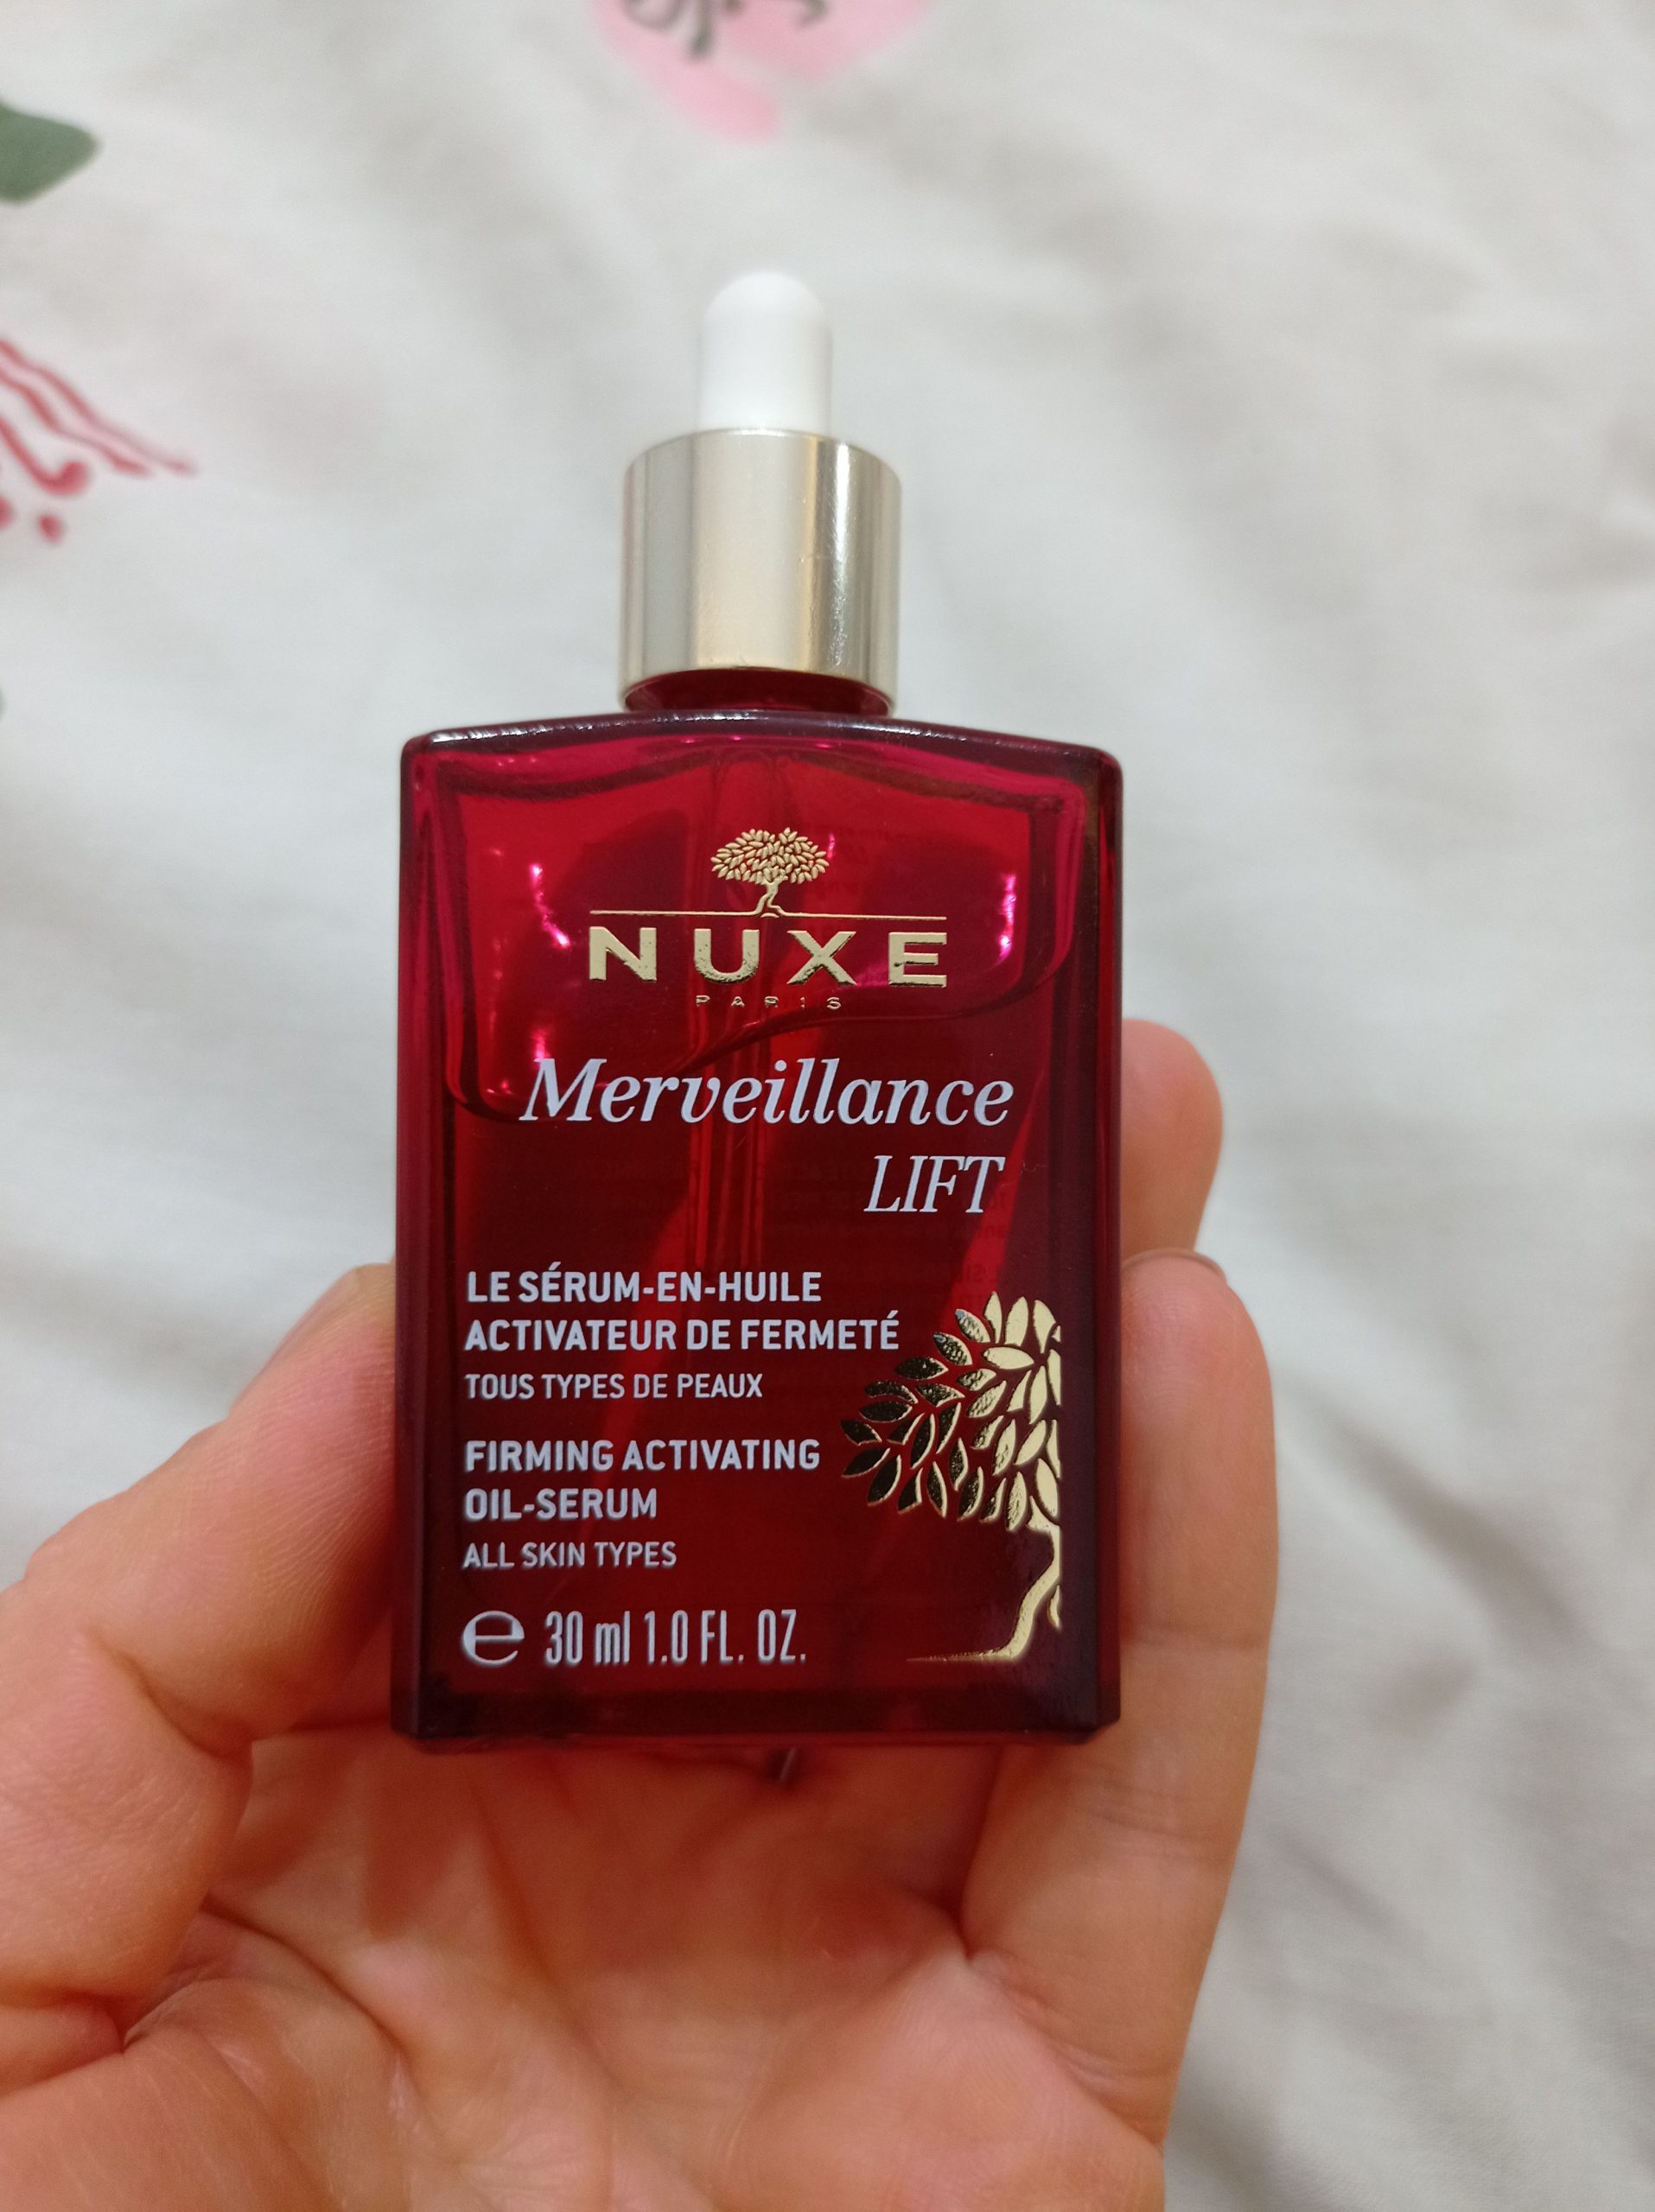 NUXE
PARIS
Merveillance
LIFT
LE SÉRUM-EN-HUILE
ACTIVATEUR DE FERMETÉ
TOUS TYPES DE PEAUX
FIRMING ACTIVATING
OIL-SERUM
ALL SKIN TYPES
℮ 30 ml 1.0 FL. OZ.